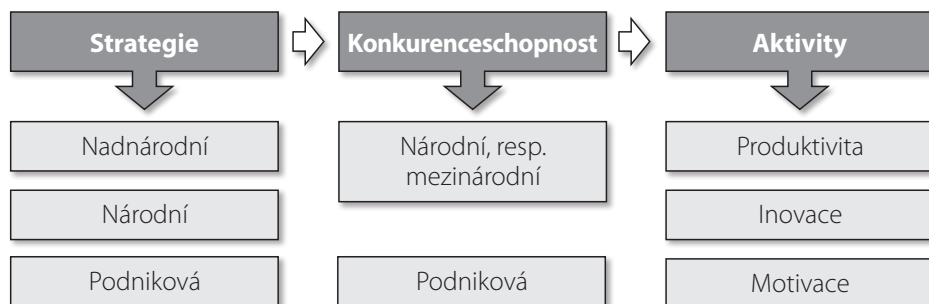 Strategie
Konkurenceschopnost
Aktivity
Nadnárodní
Národní, resp.
mezinárodní
Produktivita
Národní
Inovace
Podniková
Podniková
Motivace